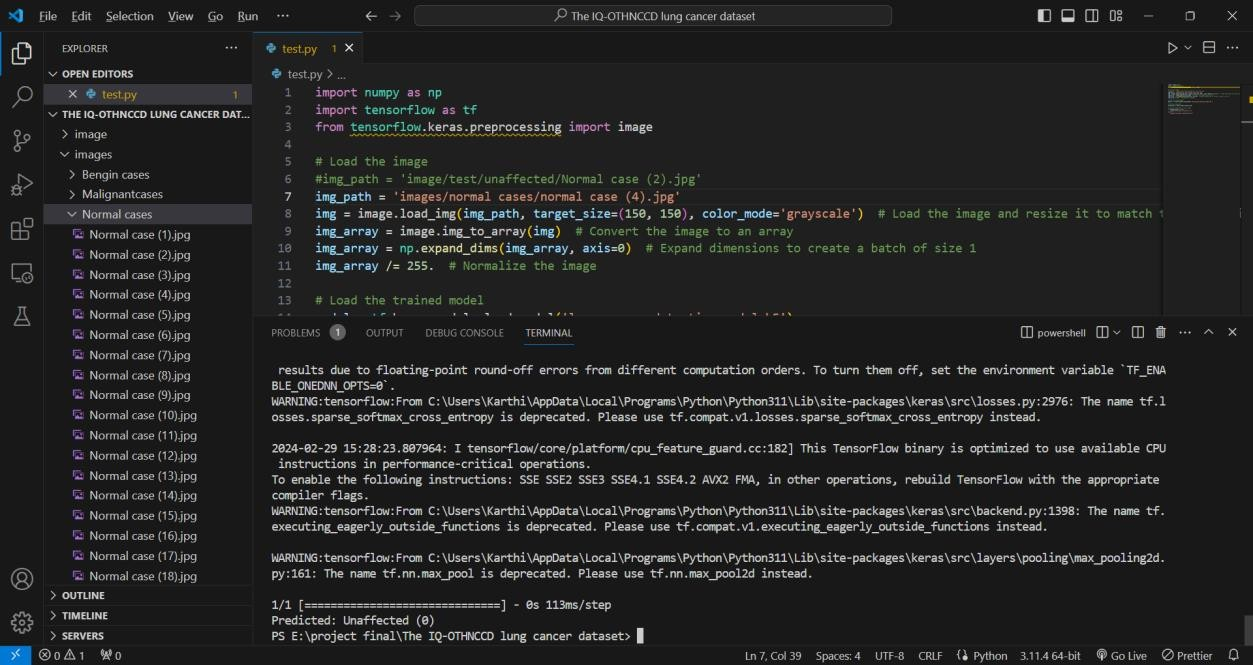 File Edit Selection View Go Run ··· The IQ-OTHNCCD lung cancer dataset
EXPLORER
OPEN EDITORS
test.py 1
THE IQ-OTHNCCD LUNG CANCER DAT...
image
images
Bengin cases
Malignantcases
Normal cases
Normal case (1).jpg
Normal case (2).jpg
Normal case (3).jpg
Normal case (4).jpg
Normal case (5).jpg
Normal case (6).jpg
Normal case (7).jpg
Normal case (8).jpg
Normal case (9).jpg
Normal case (10).jpg
Normal case (11).jpg
Normal case (12).jpg
Normal case (13).jpg
Normal case (14).jpg
Normal case (15).jpg
Normal case (16).jpg
Normal case (17).jpg
Normal case (18).jpg
OUTLINE
TIMELINE
SERVERS
test.py 1
test.py > ...
1 import numpy as np
2 import tensorflow as tf
3 from tensorflow.keras.preprocessing import image
4
5 # Load the image
6 #img_path = 'image/test/unaffected/Normal case (2).jpg'
7 img_path = 'images/normal cases/normal case (4).jpg'
8 img = image.load_img(img_path, target_size=(150, 150), color_mode='grayscale') # Load the image and resize it to match
9 img_array = image.img_to_array(img) # Convert the image to an array
10 img_array = np.expand_dims(img_array, axis=0) # Expand dimensions to create a batch of size 1
11 img_array /= 255. # Normalize the image
12
13 # Load the trained model
PROBLEMS 1 OUTPUT DEBUG CONSOLE TERMINAL powershell
results due to floating-point round-off errors from different computation orders. To turn them off, set the environment variable `TF_ENA
BLE_ONEDNN_OPTS=0`.
WARNING:tensorflow:From C:\Users\Karthi\AppData\Local\Programs\Python\Python311\Lib\site-packages\keras\src\losses.py:2976: The name tf.l
osses.sparse_softmax_cross_entropy is deprecated. Please use tf.compat.v1.losses.sparse_softmax_cross_entropy instead.
2024-02-29 15:28:23.807964: I tensorflow/core/platform/cpu_feature_guard.cc:182] This TensorFlow binary is optimized to use available CPU
instructions in performance-critical operations.
To enable the following instructions: SSE SSE2 SSE3 SSE4.1 SSE4.2 AVX2 FMA, in other operations, rebuild TensorFlow with the appropriate
compiler flags.
WARNING:tensorflow:From C:\Users\Karthi\AppData\Local\Programs\Python\Python311\Lib\site-packages\keras\src\backend.py:1398: The name tf.
executing_eagerly_outside_functions is deprecated. Please use tf.compat.v1.executing_eagerly_outside_functions instead.
WARNING:tensorflow:From C:\Users\Karthi\AppData\Local\Programs\Python\Python311\Lib\site-packages\keras\src\layers\pooling\max_pooling2d.
py:161: The name tf.nn.max_pool is deprecated. Please use tf.nn.max_pool2d instead.
1/1 [==============================] - 0s 113ms/step
Predicted: Unaffected (0)
PS E:\project final\The IQ-OTHNCCD lung cancer dataset>
0 1 0 Ln 7, Col 39 Spaces: 4 UTF-8 CRLF Python 3.11.4 64-bit Go Live Prettier